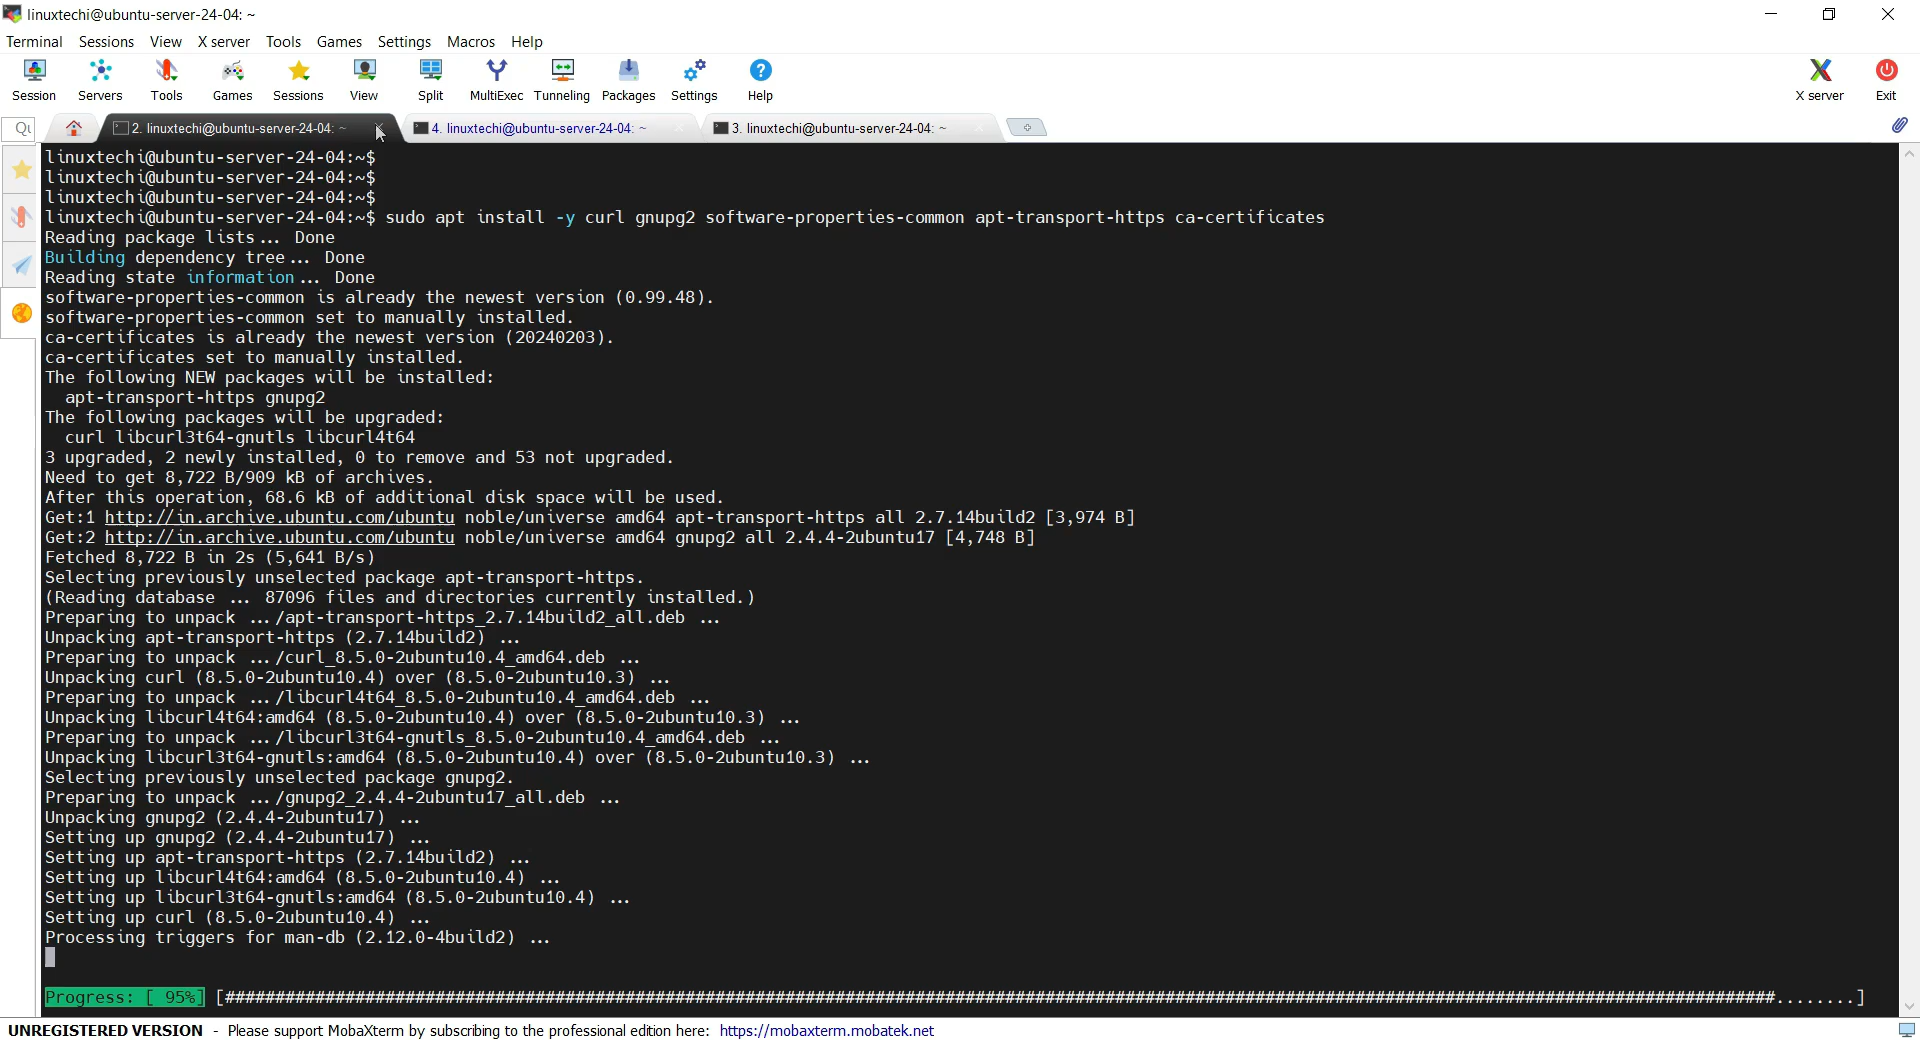 linuxtechi@ubuntu-server-24-04: ~
Terminal Sessions View X server Tools Games Settings Macros Help
Session Servers Tools Games Sessions View Split MultiExec Tunneling Packages Settings Help X server Exit
2. linuxtechi@ubuntu-server-24-04: ~ 4. linuxtechi@ubuntu-server-24-04: ~ 3. linuxtechi@ubuntu-server-24-04: ~
linuxtechi@ubuntu-server-24-04:~$
linuxtechi@ubuntu-server-24-04:~$
linuxtechi@ubuntu-server-24-04:~$
linuxtechi@ubuntu-server-24-04:~$ sudo apt install -y curl gnupg2 software-properties-common apt-transport-https ca-certificates
Reading package lists... Done
Building dependency tree... Done
Reading state information... Done
software-properties-common is already the newest version (0.99.48).
software-properties-common set to manually installed.
ca-certificates is already the newest version (20240203).
ca-certificates set to manually installed.
The following NEW packages will be installed:
apt-transport-https gnupg2
The following packages will be upgraded:
curl libcurl3t64-gnutls libcurl4t64
3 upgraded, 2 newly installed, 0 to remove and 53 not upgraded.
Need to get 8,722 B/909 kB of archives.
After this operation, 68.6 kB of additional disk space will be used.
Get:1 http://in.archive.ubuntu.com/ubuntu noble/universe amd64 apt-transport-https all 2.7.14build2 [3,974 B]
Get:2 http://in.archive.ubuntu.com/ubuntu noble/universe amd64 gnupg2 all 2.4.4-2ubuntu17 [4,748 B]
Fetched 8,722 B in 2s (5,641 B/s)
Selecting previously unselected package apt-transport-https.
(Reading database ... 87096 files and directories currently installed.)
Preparing to unpack .../apt-transport-https_2.7.14build2_all.deb ...
Unpacking apt-transport-https (2.7.14build2) ...
Preparing to unpack .../curl_8.5.0-2ubuntu10.4_amd64.deb ...
Unpacking curl (8.5.0-2ubuntu10.4) over (8.5.0-2ubuntu10.3) ...
Preparing to unpack .../libcurl4t64_8.5.0-2ubuntu10.4_amd64.deb ...
Unpacking libcurl4t64:amd64 (8.5.0-2ubuntu10.4) over (8.5.0-2ubuntu10.3) ...
Preparing to unpack .../libcurl3t64-gnutls_8.5.0-2ubuntu10.4_amd64.deb ...
Unpacking libcurl3t64-gnutls:amd64 (8.5.0-2ubuntu10.4) over (8.5.0-2ubuntu10.3) ...
Selecting previously unselected package gnupg2.
Preparing to unpack .../gnupg2_2.4.4-2ubuntu17_all.deb ...
Unpacking gnupg2 (2.4.4-2ubuntu17) ...
Setting up gnupg2 (2.4.4-2ubuntu17) ...
Setting up apt-transport-https (2.7.14build2) ...
Setting up libcurl4t64:amd64 (8.5.0-2ubuntu10.4) ...
Setting up libcurl3t64-gnutls:amd64 (8.5.0-2ubuntu10.4) ...
Setting up curl (8.5.0-2ubuntu10.4) ...
Processing triggers for man-db (2.12.0-4build2) ...
Progress: [ 95%] [###########################################################################################################################################################........]
UNREGISTERED VERSION - Please support MobaXterm by subscribing to the professional edition here: https://mobaxterm.mobatek.net